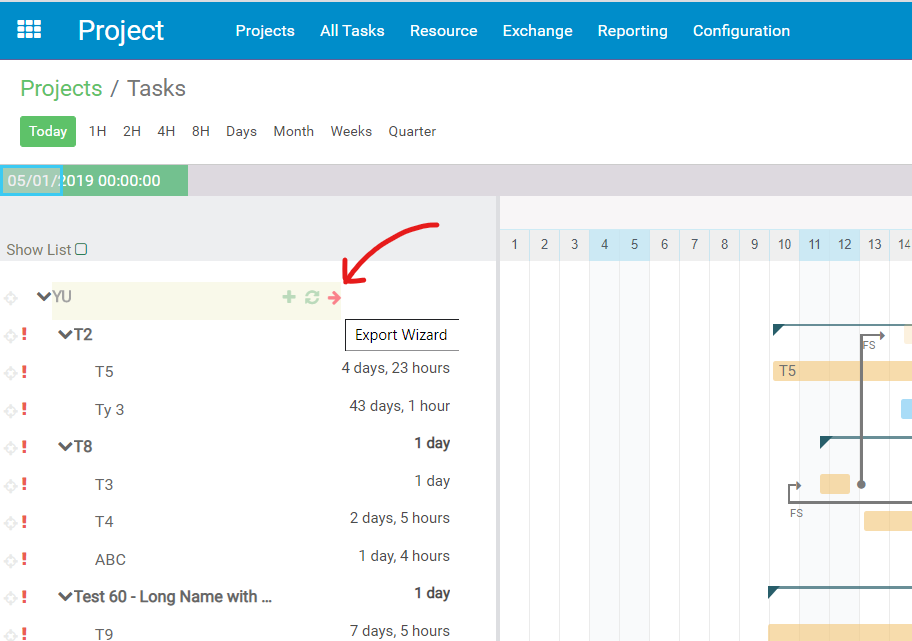 Project Projects All Tasks Resource Exchange Reporting Configuration
Projects / Tasks
Today 1H 2H 4H 8H Days Month Weeks Quarter
05/01/2019 00:00:00
Show List
1 2 3 4 5 6 7 8 9 10 11 12 13 14
YU
Export Wizard
! T2
FS
! T5 4 days, 23 hours
T5
! Ty 3 43 days, 1 hour
! T8 1 day
! T3 1 day
FS
! T4 2 days, 5 hours
! ABC 1 day, 4 hours
! Test 60 - Long Name with ... 1 day
! T9 7 days, 5 hours